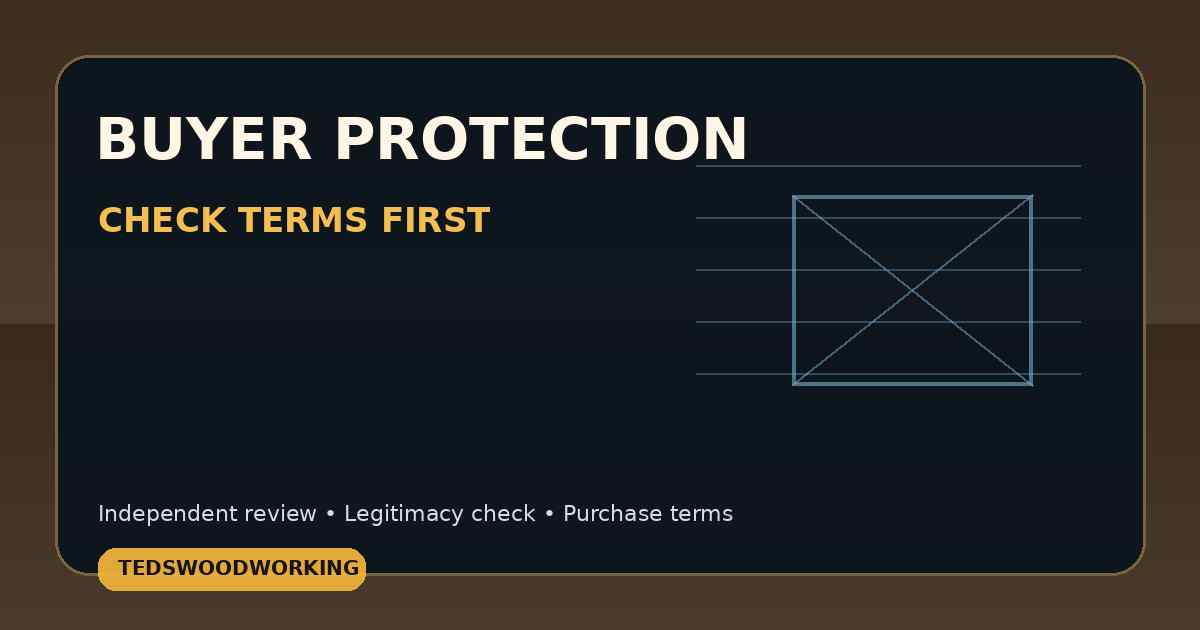 BUYER PROTECTION
CHECK TERMS FIRST
Independent review • Legitimacy check • Purchase terms
TEDSWOODWORKING